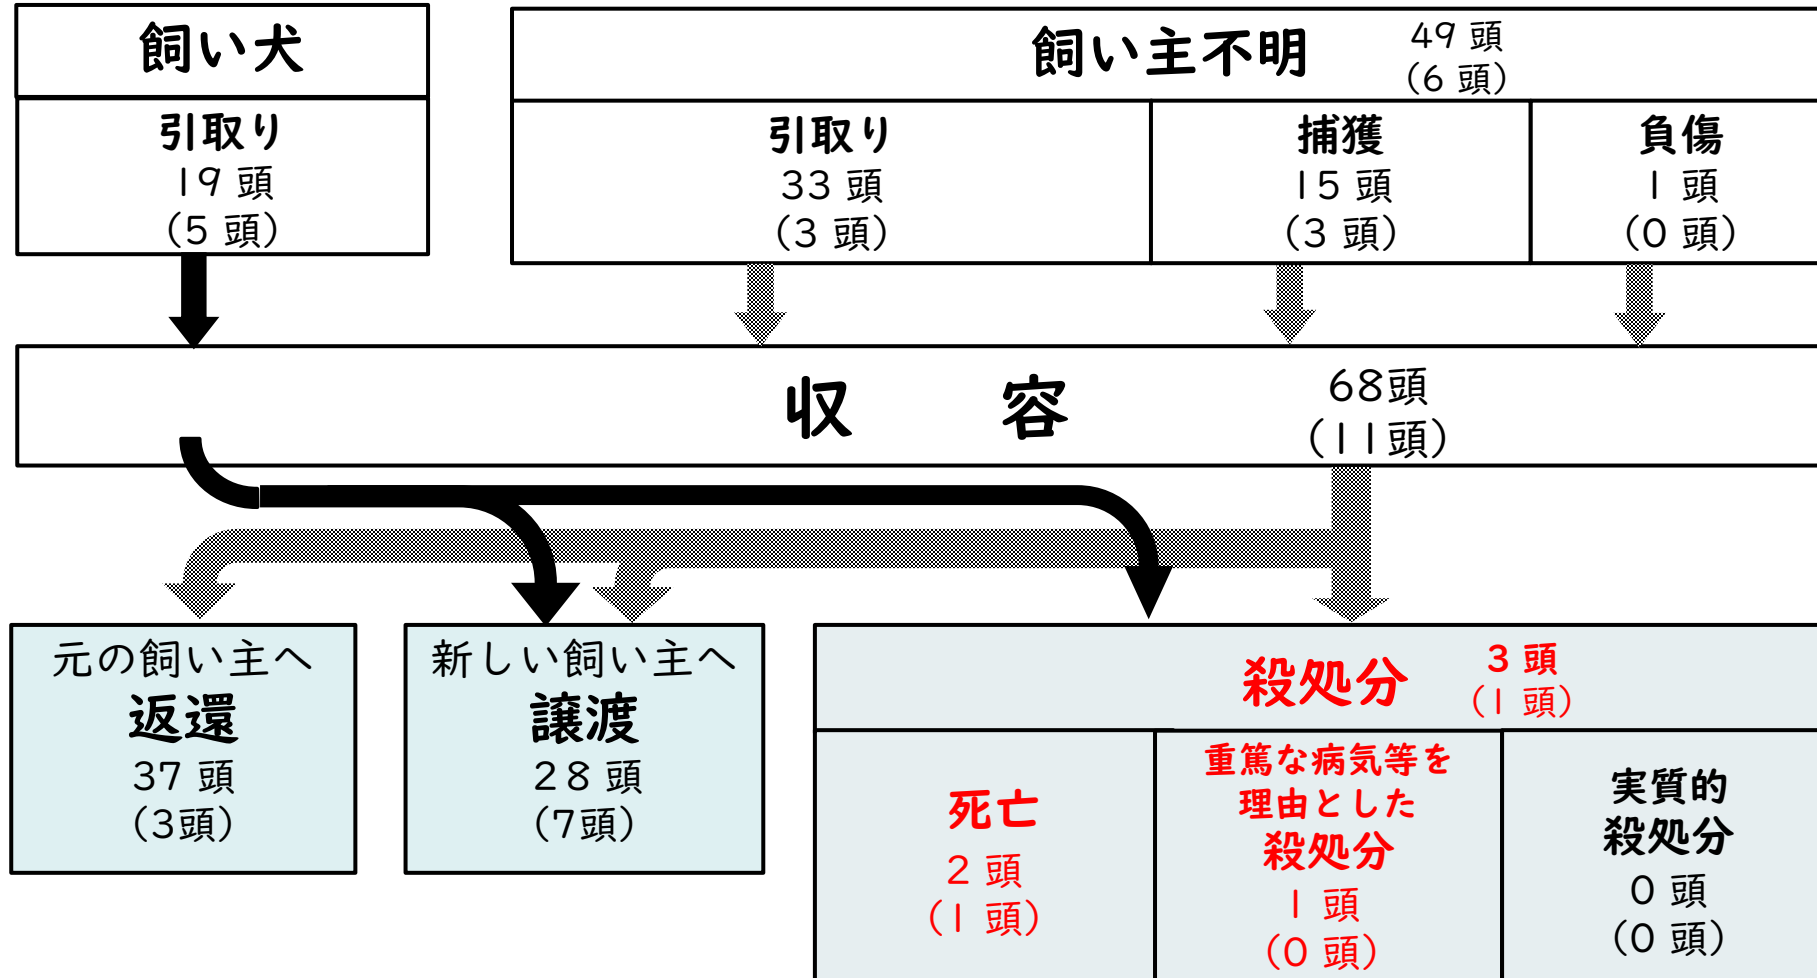 飼い犬
引取り
19 頭
(5 頭)
飼い主不明
49 頭
(6 頭)
引取り
33 頭
(3 頭)
捕獲
15 頭
(3 頭)
負傷
1 頭
(0 頭)
収 容
68頭
(11頭)
元の飼い主へ
返還
37 頭
(3頭)
新しい飼い主へ
譲渡
28 頭
(7頭)
殺処分
3 頭
(1 頭)
死亡
2 頭
(1 頭)
重篤な病気等を
理由とした
殺処分
1 頭
(0 頭)
実質的
殺処分
0 頭
(0 頭)